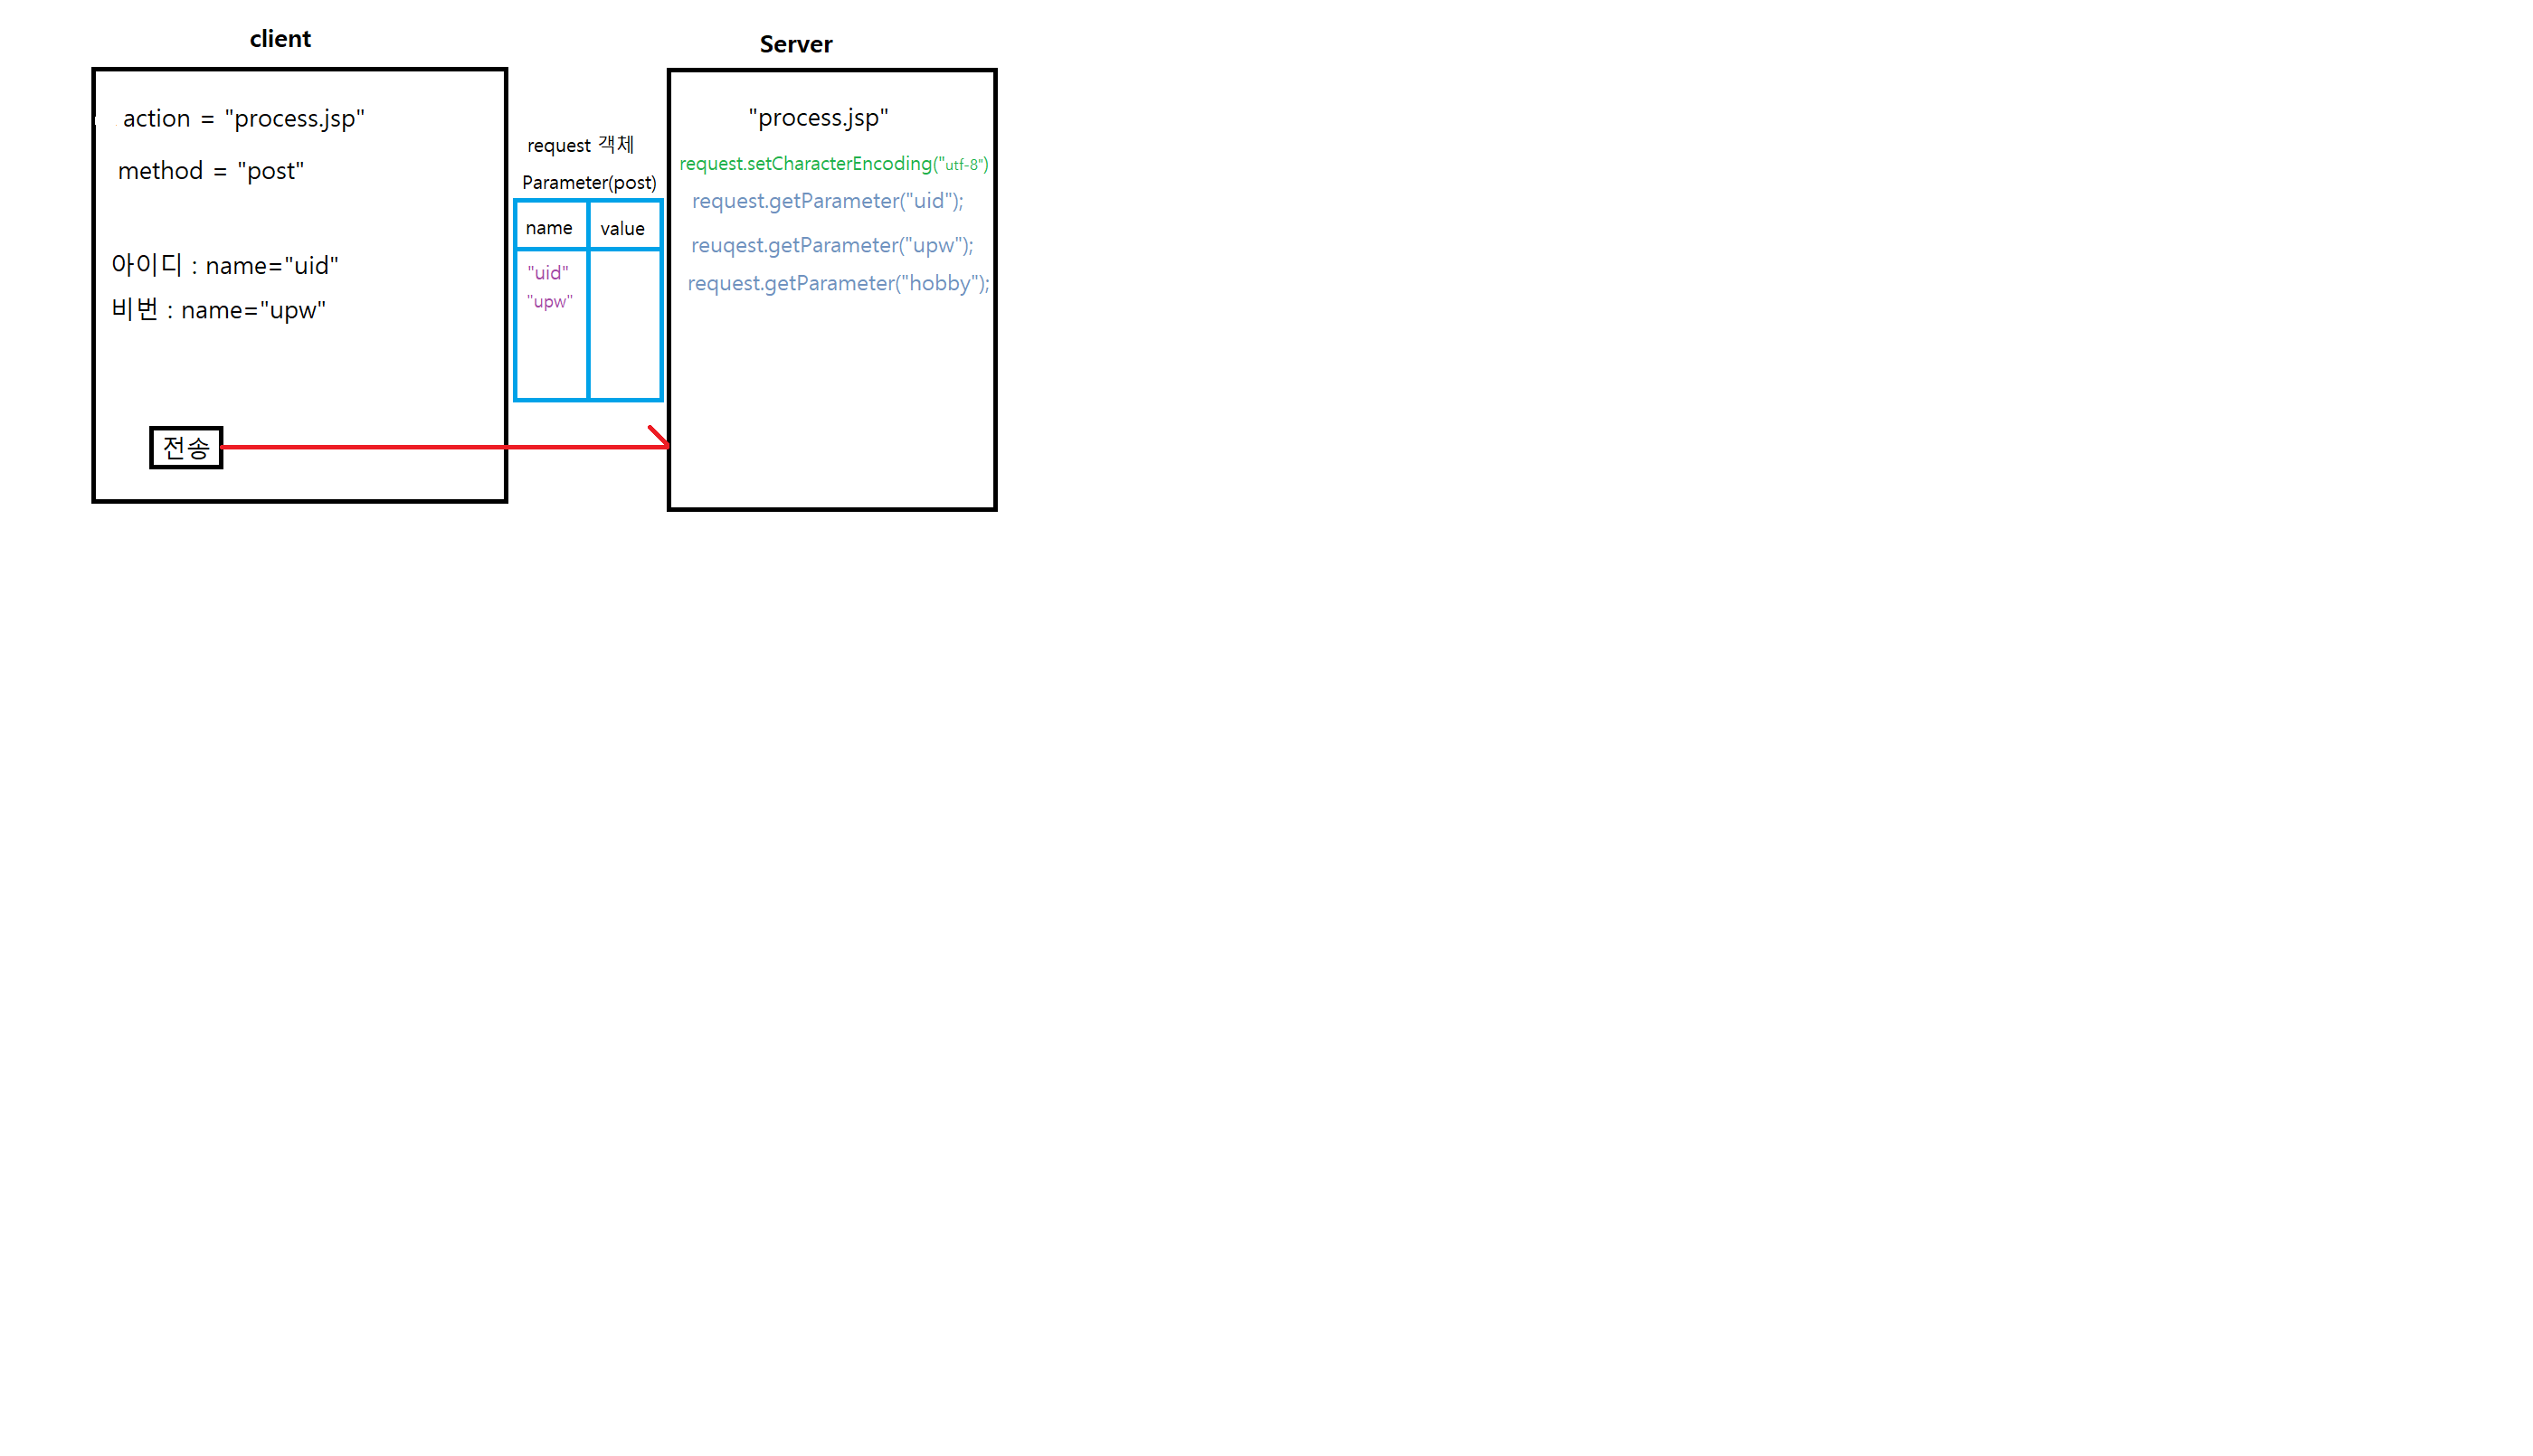 client
action = "process.jsp"
method = "post"
아이디 : name="uid"
비번 : name="upw"
전송
request 객체
Parameter(post)
name value
"uid"
"upw"
Server
"process.jsp"
request.setCharacterEncoding("utf-8")
request.getParameter("uid");
reuqest.getParameter("upw");
request.getParameter("hobby");